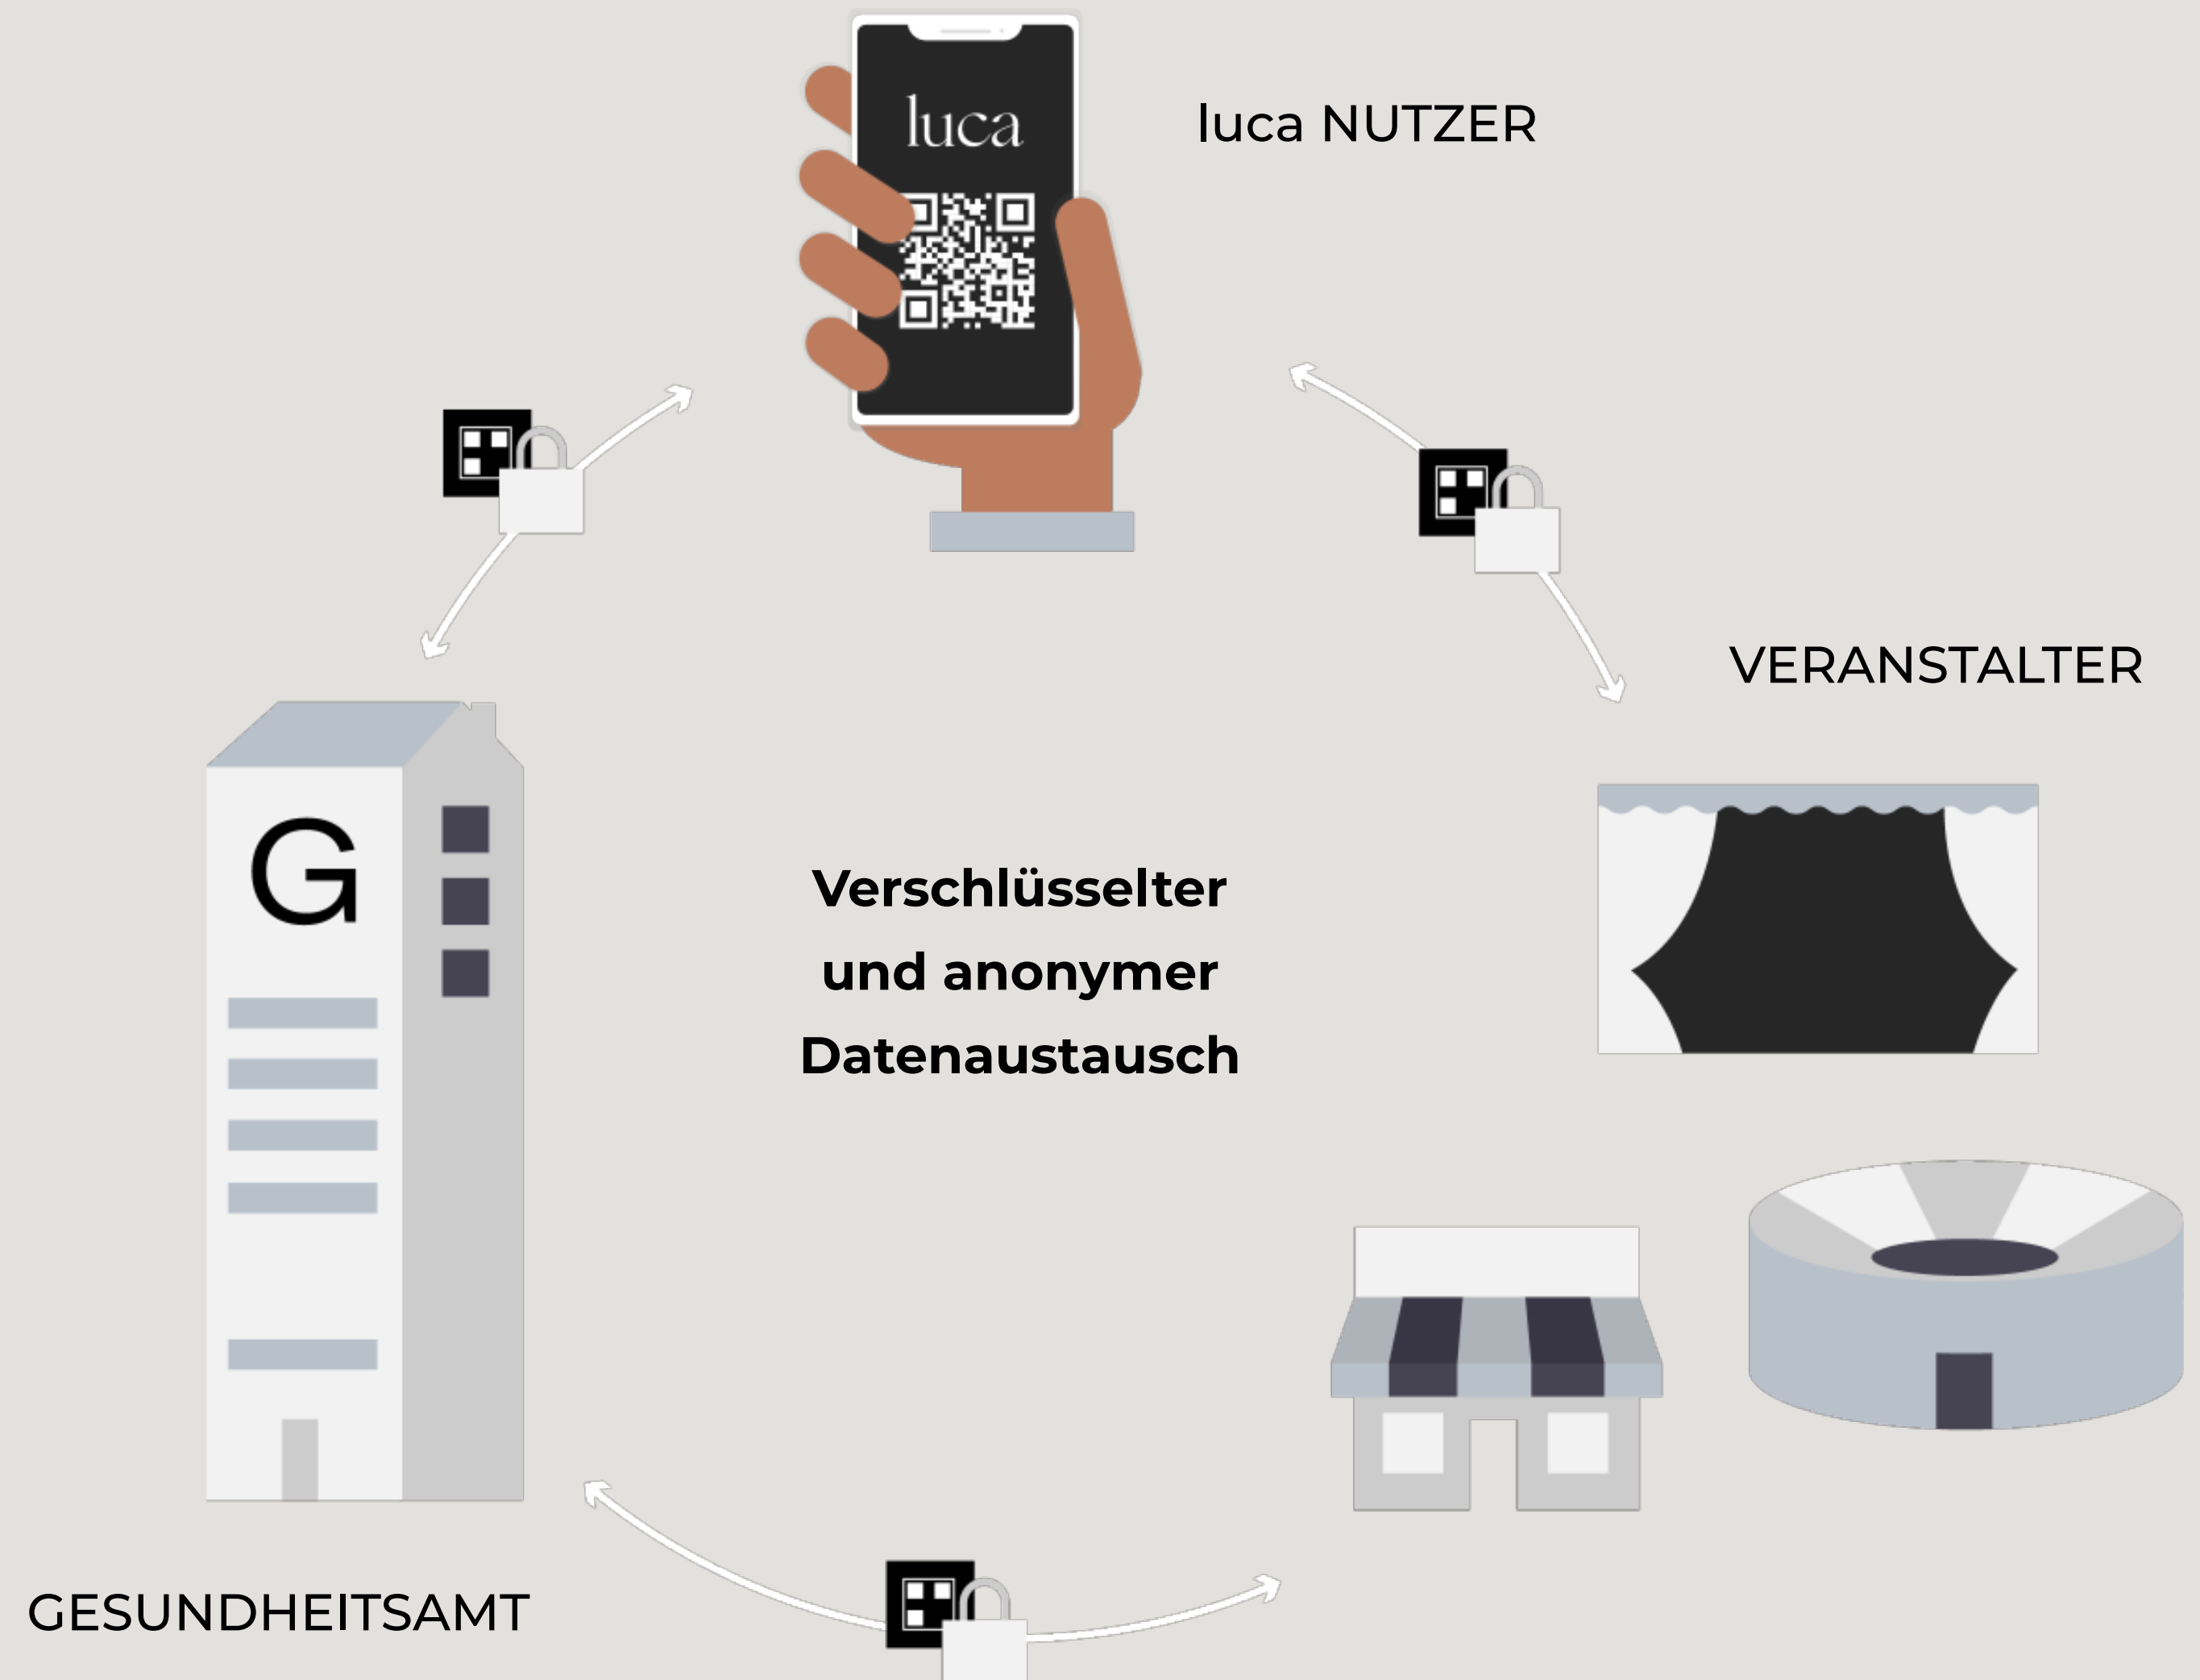 luca
luca NUTZER
VERANSTALTER
G
Verschlüsselter
und anonymer
Datenaustausch
GESUNDHEITSAMT